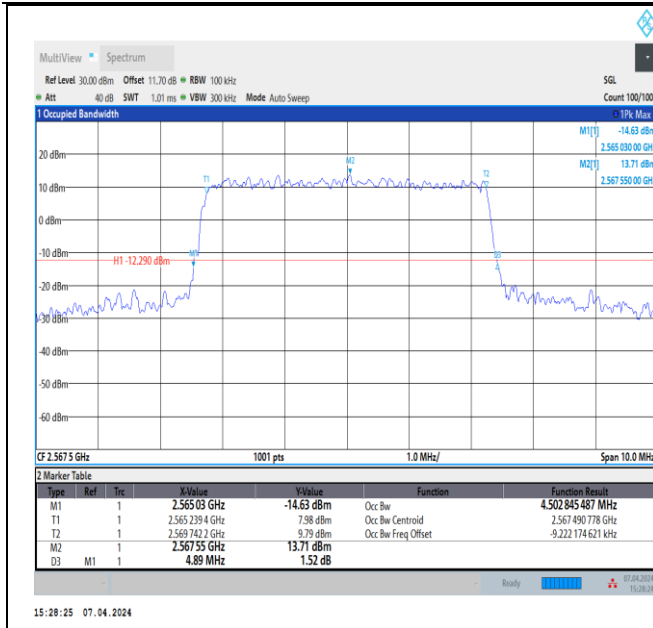 MultiView Spectrum
Ref Level 30.00 dBm Offset 11.70 dB RBW 100 kHz SGL
Att 40 dB SWT 1.01 ms VBW 300 kHz Mode Auto Sweep Count 100/100
1 Occupied Bandwidth 1Pk Max
M1[1] -14.63 dBm
2.565 030 00 GH
M2[1] 13.71 dBm
2.567 550 00 GH
20 dBm
M2
T1
T2
10 dBm
0 dBm
-10 dBm
M1
D3
H1 -12.290 dBm
-20 dBm
-30 dBm
-40 dBm
-50 dBm
-60 dBm
CF 2.567 5 GHz 1001 pts 1.0 MHz/ Span 10.0 MHz
2 Marker Table
Type Ref Trc X-Value Y-Value Function Function Result
M1 1 2.565 03 GHz -14.63 dBm Occ Bw 4.502 845 487 MHz
T1 1 2.565 239 4 GHz 7.98 dBm Occ Bw Centroid 2.567 490 778 GHz
T2 1 2.569 742 2 GHz 9.79 dBm Occ Bw Freq Offset -9.222 174 621 kHz
M2 1 2.567 55 GHz 13.71 dBm
D3 M1 1 4.89 MHz 1.52 dB
Ready 07.04.2024
15:28:24
15:28:25 07.04.2024